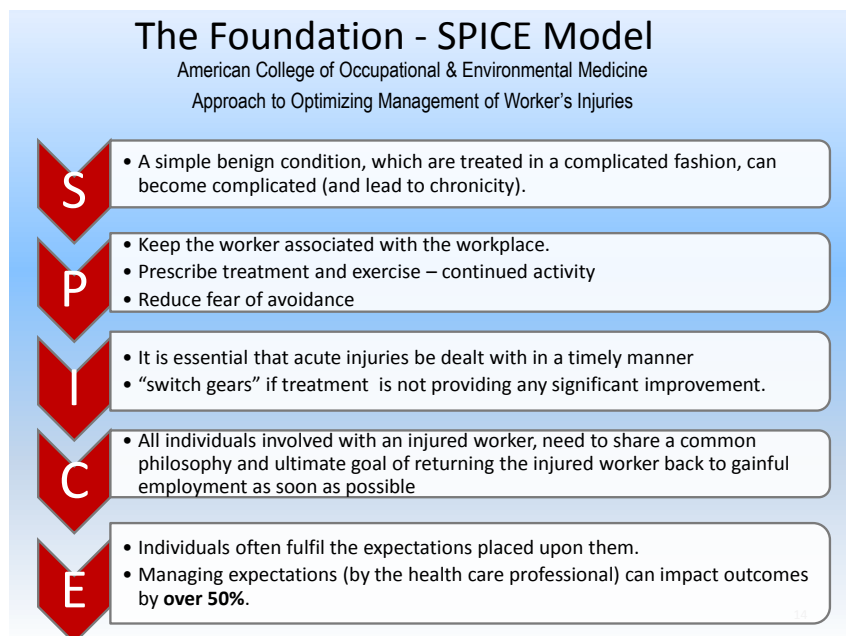 The Foundation - SPICE Model
American College of Occupational & Environmental Medicine
Approach to Optimizing Management of Worker's Injuries
S
• A simple benign condition, which are treated in a complicated fashion, can
become complicated (and lead to chronicity).
P
• Keep the worker associated with the workplace.
• Prescribe treatment and exercise – continued activity
• Reduce fear of avoidance
I
• It is essential that acute injuries be dealt with in a timely manner
• “switch gears” if treatment  is not providing any significant improvement.
C
• All individuals involved with an injured worker, need to share a common
philosophy and ultimate goal of returning the injured worker back to gainful
employment as soon as possible
E
• Individuals often fulfil the expectations placed upon them.
• Managing expectations (by the health care professional) can impact outcomes
by over 50%.
14